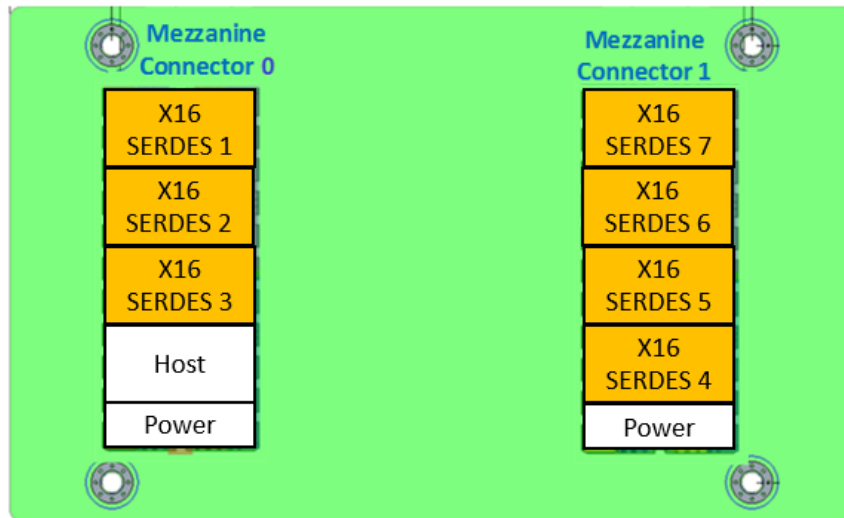 Mezzanine
Connector 0
X16
SERDES 1
X16
SERDES 2
X16
SERDES 3
Host
Power
Mezzanine
Connector 1
X16
SERDES 7
X16
SERDES 6
X16
SERDES 5
X16
SERDES 4
Power